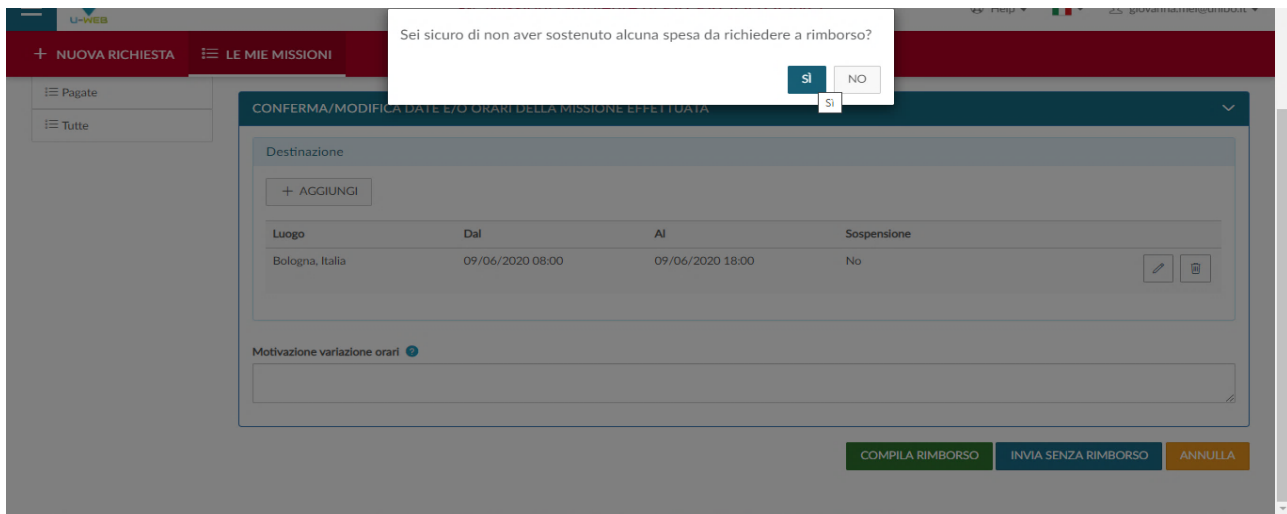 U-WEB
Help
Sei sicuro di non aver sostenuto alcuna spesa da richiedere a rimborso?
SÌ
NO
Sì
+ NUOVA RICHIESTA
LE MIE MISSIONI
Pagate
Tutte
CONFERMA/MODIFICA DATE E/O ORARI DELLA MISSIONE EFFETTUATA
Destinazione
+ AGGIUNGI
Luogo Dal Al Sospensione
Bologna, Italia 09/06/2020 08:00 09/06/2020 18:00 No
Motivazione variazione orari ?
COMPILA RIMBORSO INVIA SENZA RIMBORSO ANNULLA